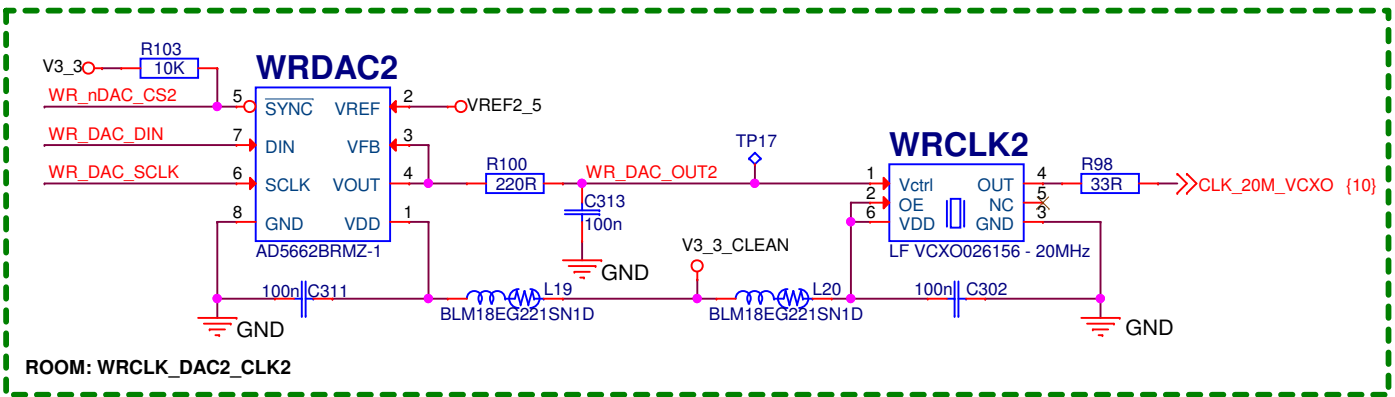 R103
V3_3
10K
WRDAC2
WR_nDAC_CS2
5
SYNC
VREF
2
VREF2_5
WR_DAC_DIN
7
DIN
VFB
3
WR_DAC_SCLK
6
SCLK
VOUT
4
8
GND
VDD
1
AD5662BRMZ-1
R100
220R
WR_DAC_OUT2
TP17
C313
100n
GND
WRCLK2
1
Vctrl
OUT
4
2
OE
NC
5
6
VDD
GND
3
LF VCXO026156 - 20MHz
R98
33R
CLK_20M_VCXO {10}
V3_3_CLEAN
100n
C311
GND
L19
BLM18EG221SN1D
L20
BLM18EG221SN1D
100n
C302
GND
ROOM: WRCLK_DAC2_CLK2